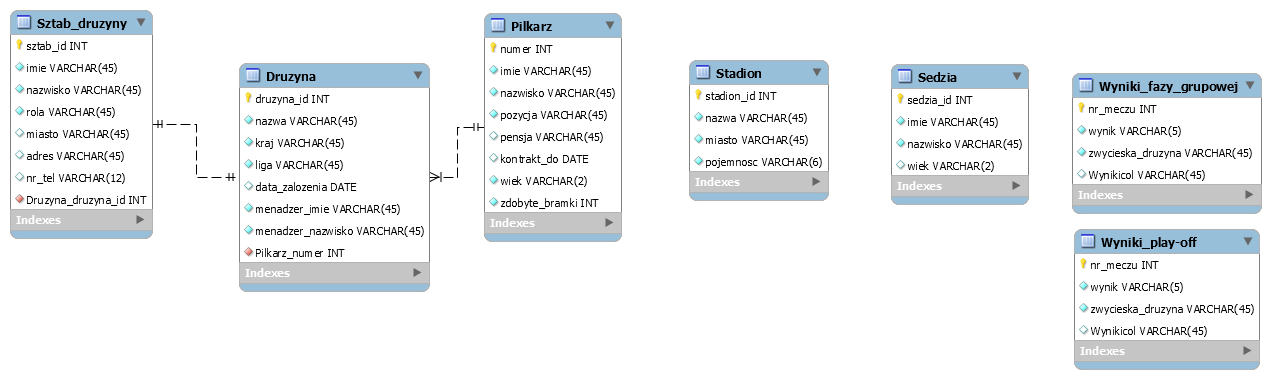 Sztab_druzyny
sztab_id INT
imie VARCHAR(45)
nazwisko VARCHAR(45)
rola VARCHAR(45)
miasto VARCHAR(45)
adres VARCHAR(45)
nr_tel VARCHAR(12)
Druzyna_druzyna_id INT
Indexes
Druzyna
druzyna_id INT
nazwa VARCHAR(45)
kraj VARCHAR(45)
liga VARCHAR(45)
data_zalozenia DATE
menadzer_imie VARCHAR(45)
menadzer_nazwisko VARCHAR(45)
Pilkarz_numer INT
Indexes
Pilkarz
numer INT
imie VARCHAR(45)
nazwisko VARCHAR(45)
pozycja VARCHAR(45)
pensja VARCHAR(45)
kontrakt_do DATE
wiek VARCHAR(2)
zdobyte_bramki INT
Indexes
Stadion
stadion_id INT
nazwa VARCHAR(45)
miasto VARCHAR(45)
pojemnosc VARCHAR(6)
Indexes
Sedzia
sedzia_id INT
imie VARCHAR(45)
nazwisko VARCHAR(45)
wiek VARCHAR(2)
Indexes
Wyniki_fazy_grupowej
nr_meczu INT
wynik VARCHAR(5)
zwycieska_druzyna VARCHAR(45)
Wynikicol VARCHAR(45)
Indexes
Wyniki_play-off
nr_meczu INT
wynik VARCHAR(5)
zwycieska_druzyna VARCHAR(45)
Wynikicol VARCHAR(45)
Indexes